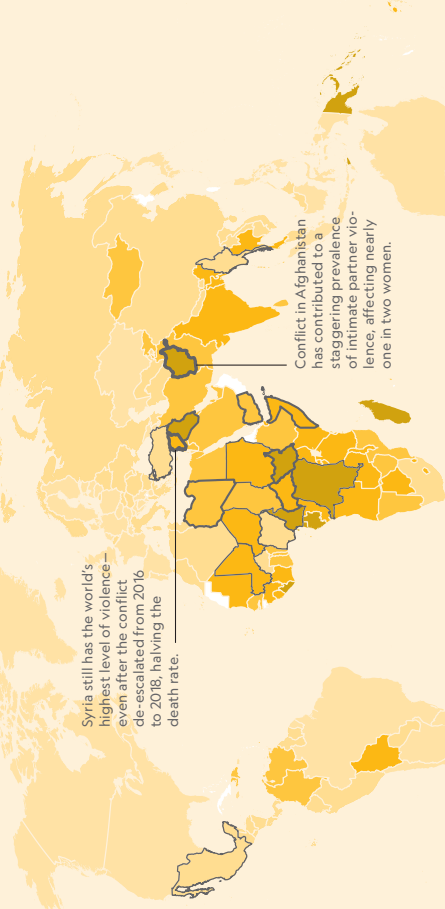 Syria still has the world's
highest level of violence—
even after the conflict
de-escalated from 2016
to 2018, halving the
death rate.
Conflict in Afghanistan
has contributed to a
staggering prevalence
of intimate partner vio-
lence, affecting nearly
one in two women.